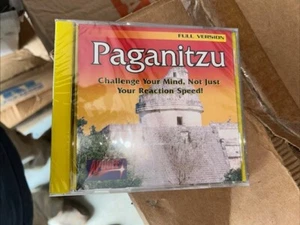 FULL VERSION
Paganitzu
Challenge Your Mind, Not Just
Your Reaction Speed!